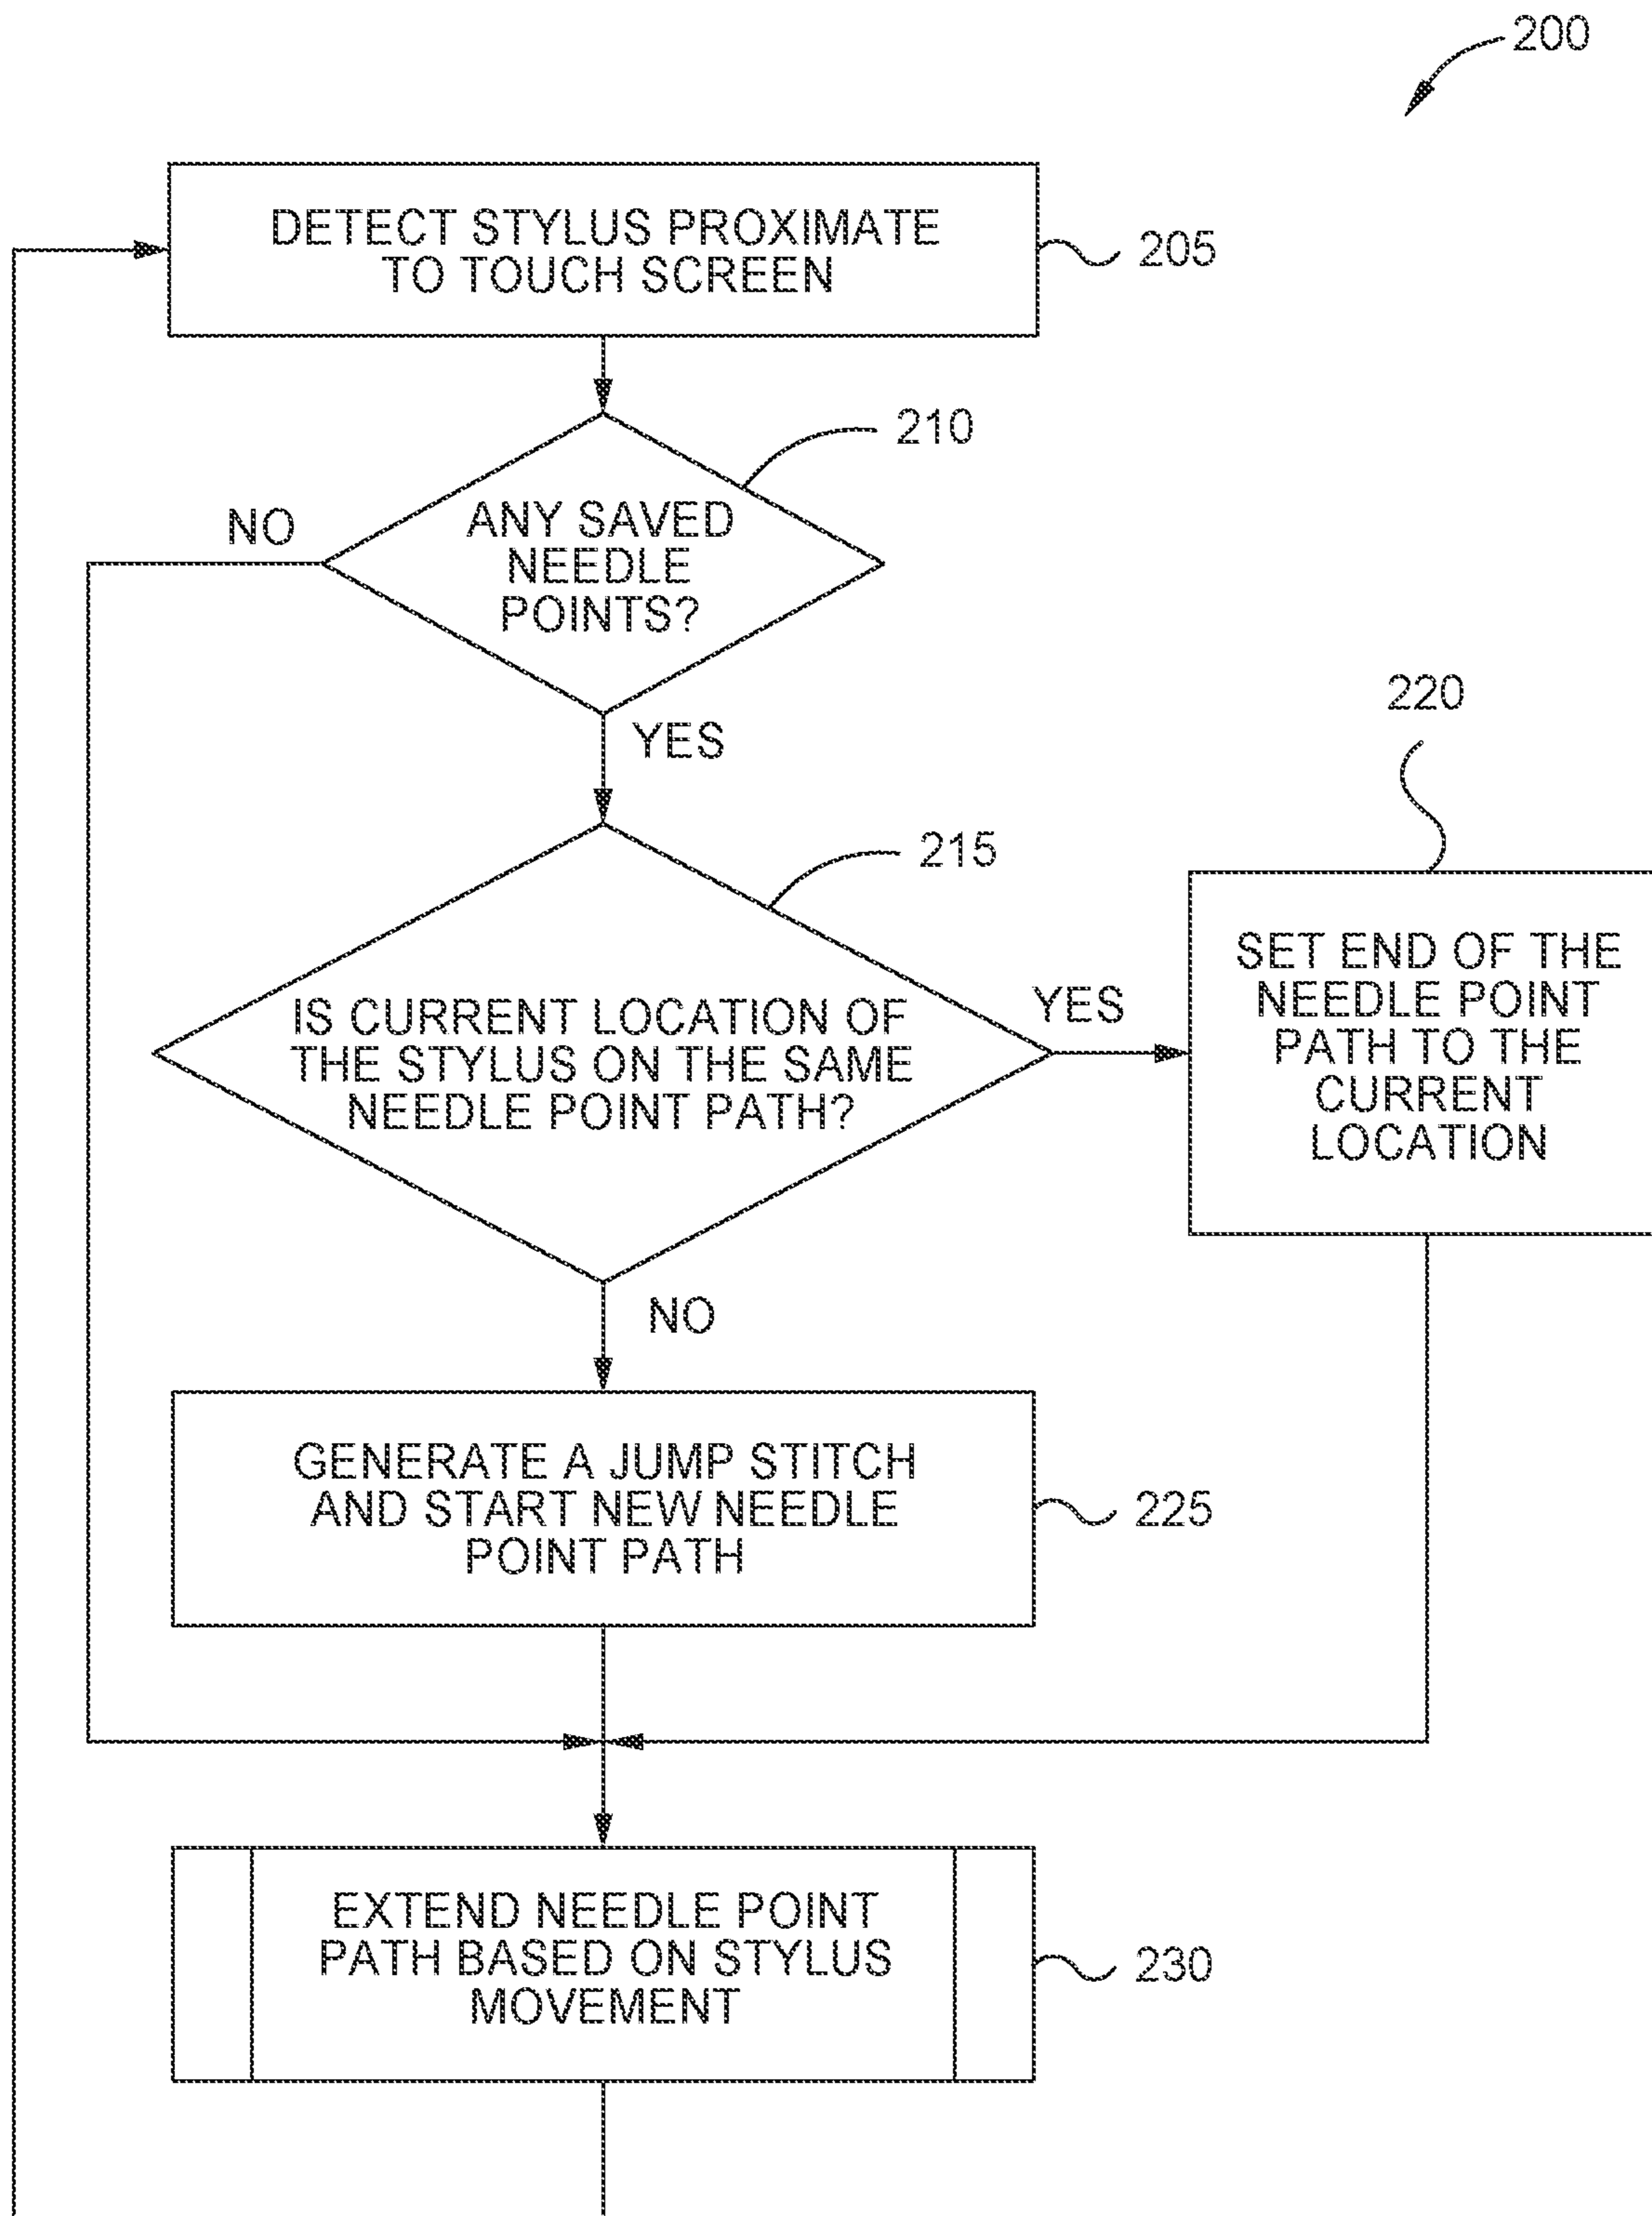 200
DETECT STYLUS PROXIMATE
TO TOUCH SCREEN
205
210
ANY SAVED
NEEDLE
POINTS?
NO
YES
215
220
IS CURRENT LOCATION OF
THE STYLUS ON THE SAME
NEEDLE POINT PATH?
YES
SET END OF THE
NEEDLE POINT
PATH TO THE
CURRENT
LOCATION
NO
GENERATE A JUMP STITCH
AND START NEW NEEDLE
POINT PATH
225
EXTEND NEEDLE POINT
PATH BASED ON STYLUS
MOVEMENT
230